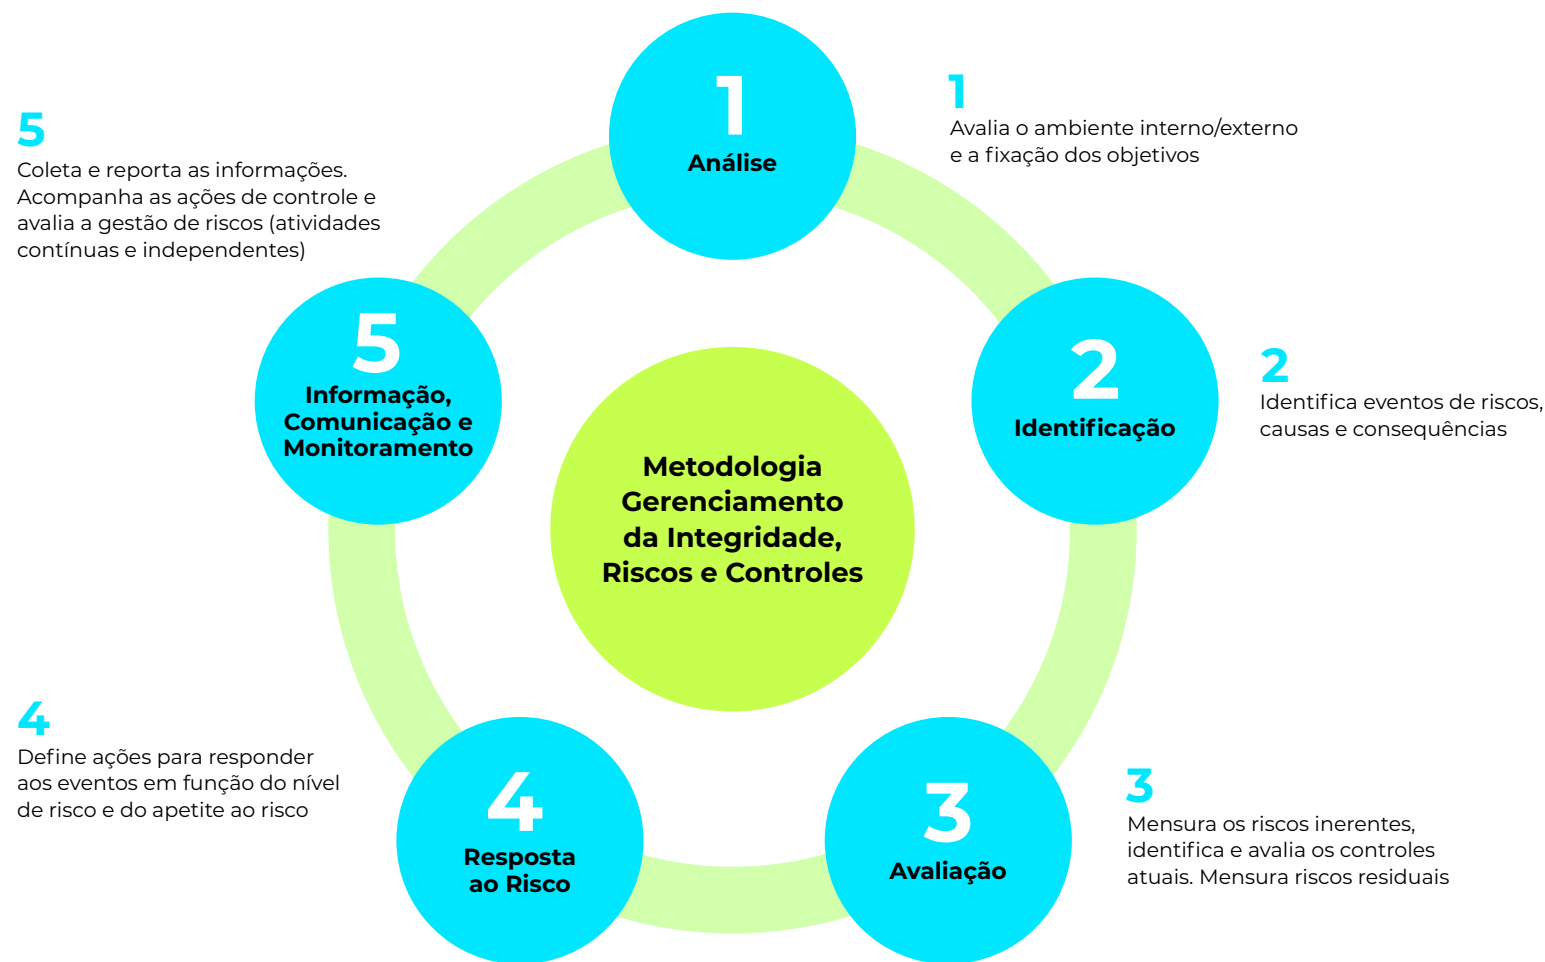 1
Análise
1
Avalia o ambiente interno/externo
e a fixação dos objetivos
2
Identificação
2
Identifica eventos de riscos,
causas e consequências
3
Avaliação
3
Mensura os riscos inerentes,
identifica e avalia os controles
atuais. Mensura riscos residuais
4
Resposta
ao Risco
4
Define ações para responder
aos eventos em função do nível
de risco e do apetite ao risco
5
Informação,
Comunicação e
Monitoramento
5
Coleta e reporta as informações.
Acompanha as ações de controle e
avalia a gestão de riscos (atividades
contínuas e independentes)
Metodologia
Gerenciamento
da Integridade,
Riscos e Controles